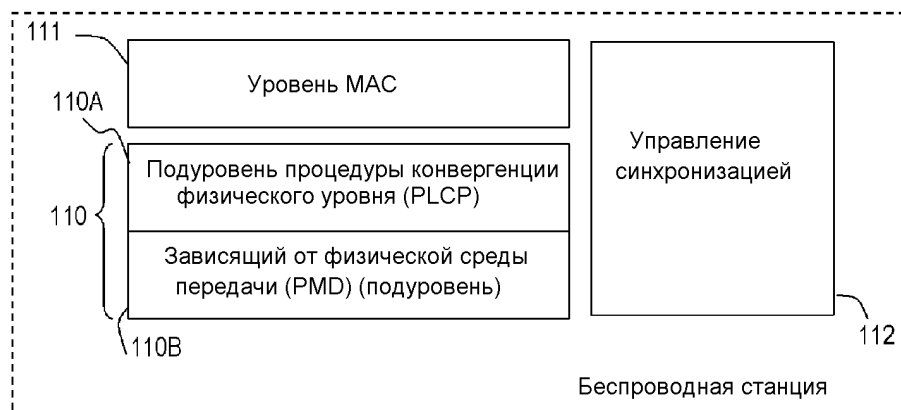 111
Уровень MAC
110A
Управление
синхронизацией
Подуровень процедуры конвергенции
физического уровня (PLCP)
110
Зависящий от физической среды
передачи (PMD) (подуровень)
110B
112
Беспроводная станция